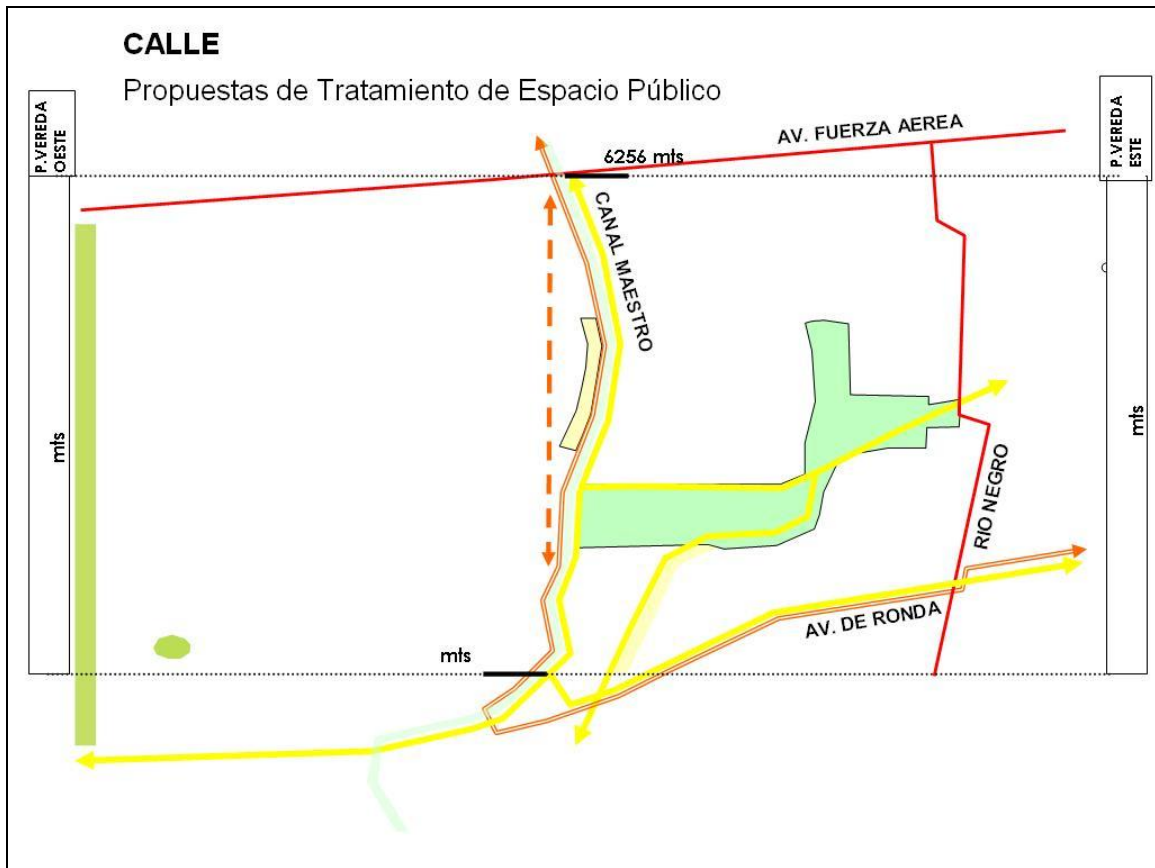 CALLE
Propuestas de Tratamiento de Espacio Público
P.VEREDA
OESTE
P.VEREDA
ESTE
AV. FUERZA AEREA
6256 mts
CANAL MAESTRO
mts
mts
RIO NEGRO
AV. DE RONDA
mts